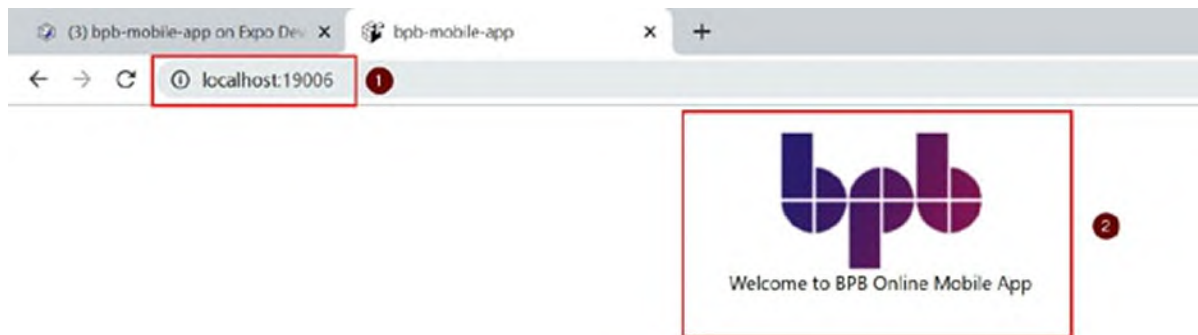 (3) bpb-mobile-app on Expo Dev
bpb-mobile-app
localhost:19006
1
bpb
2
Welcome to BPB Online Mobile App